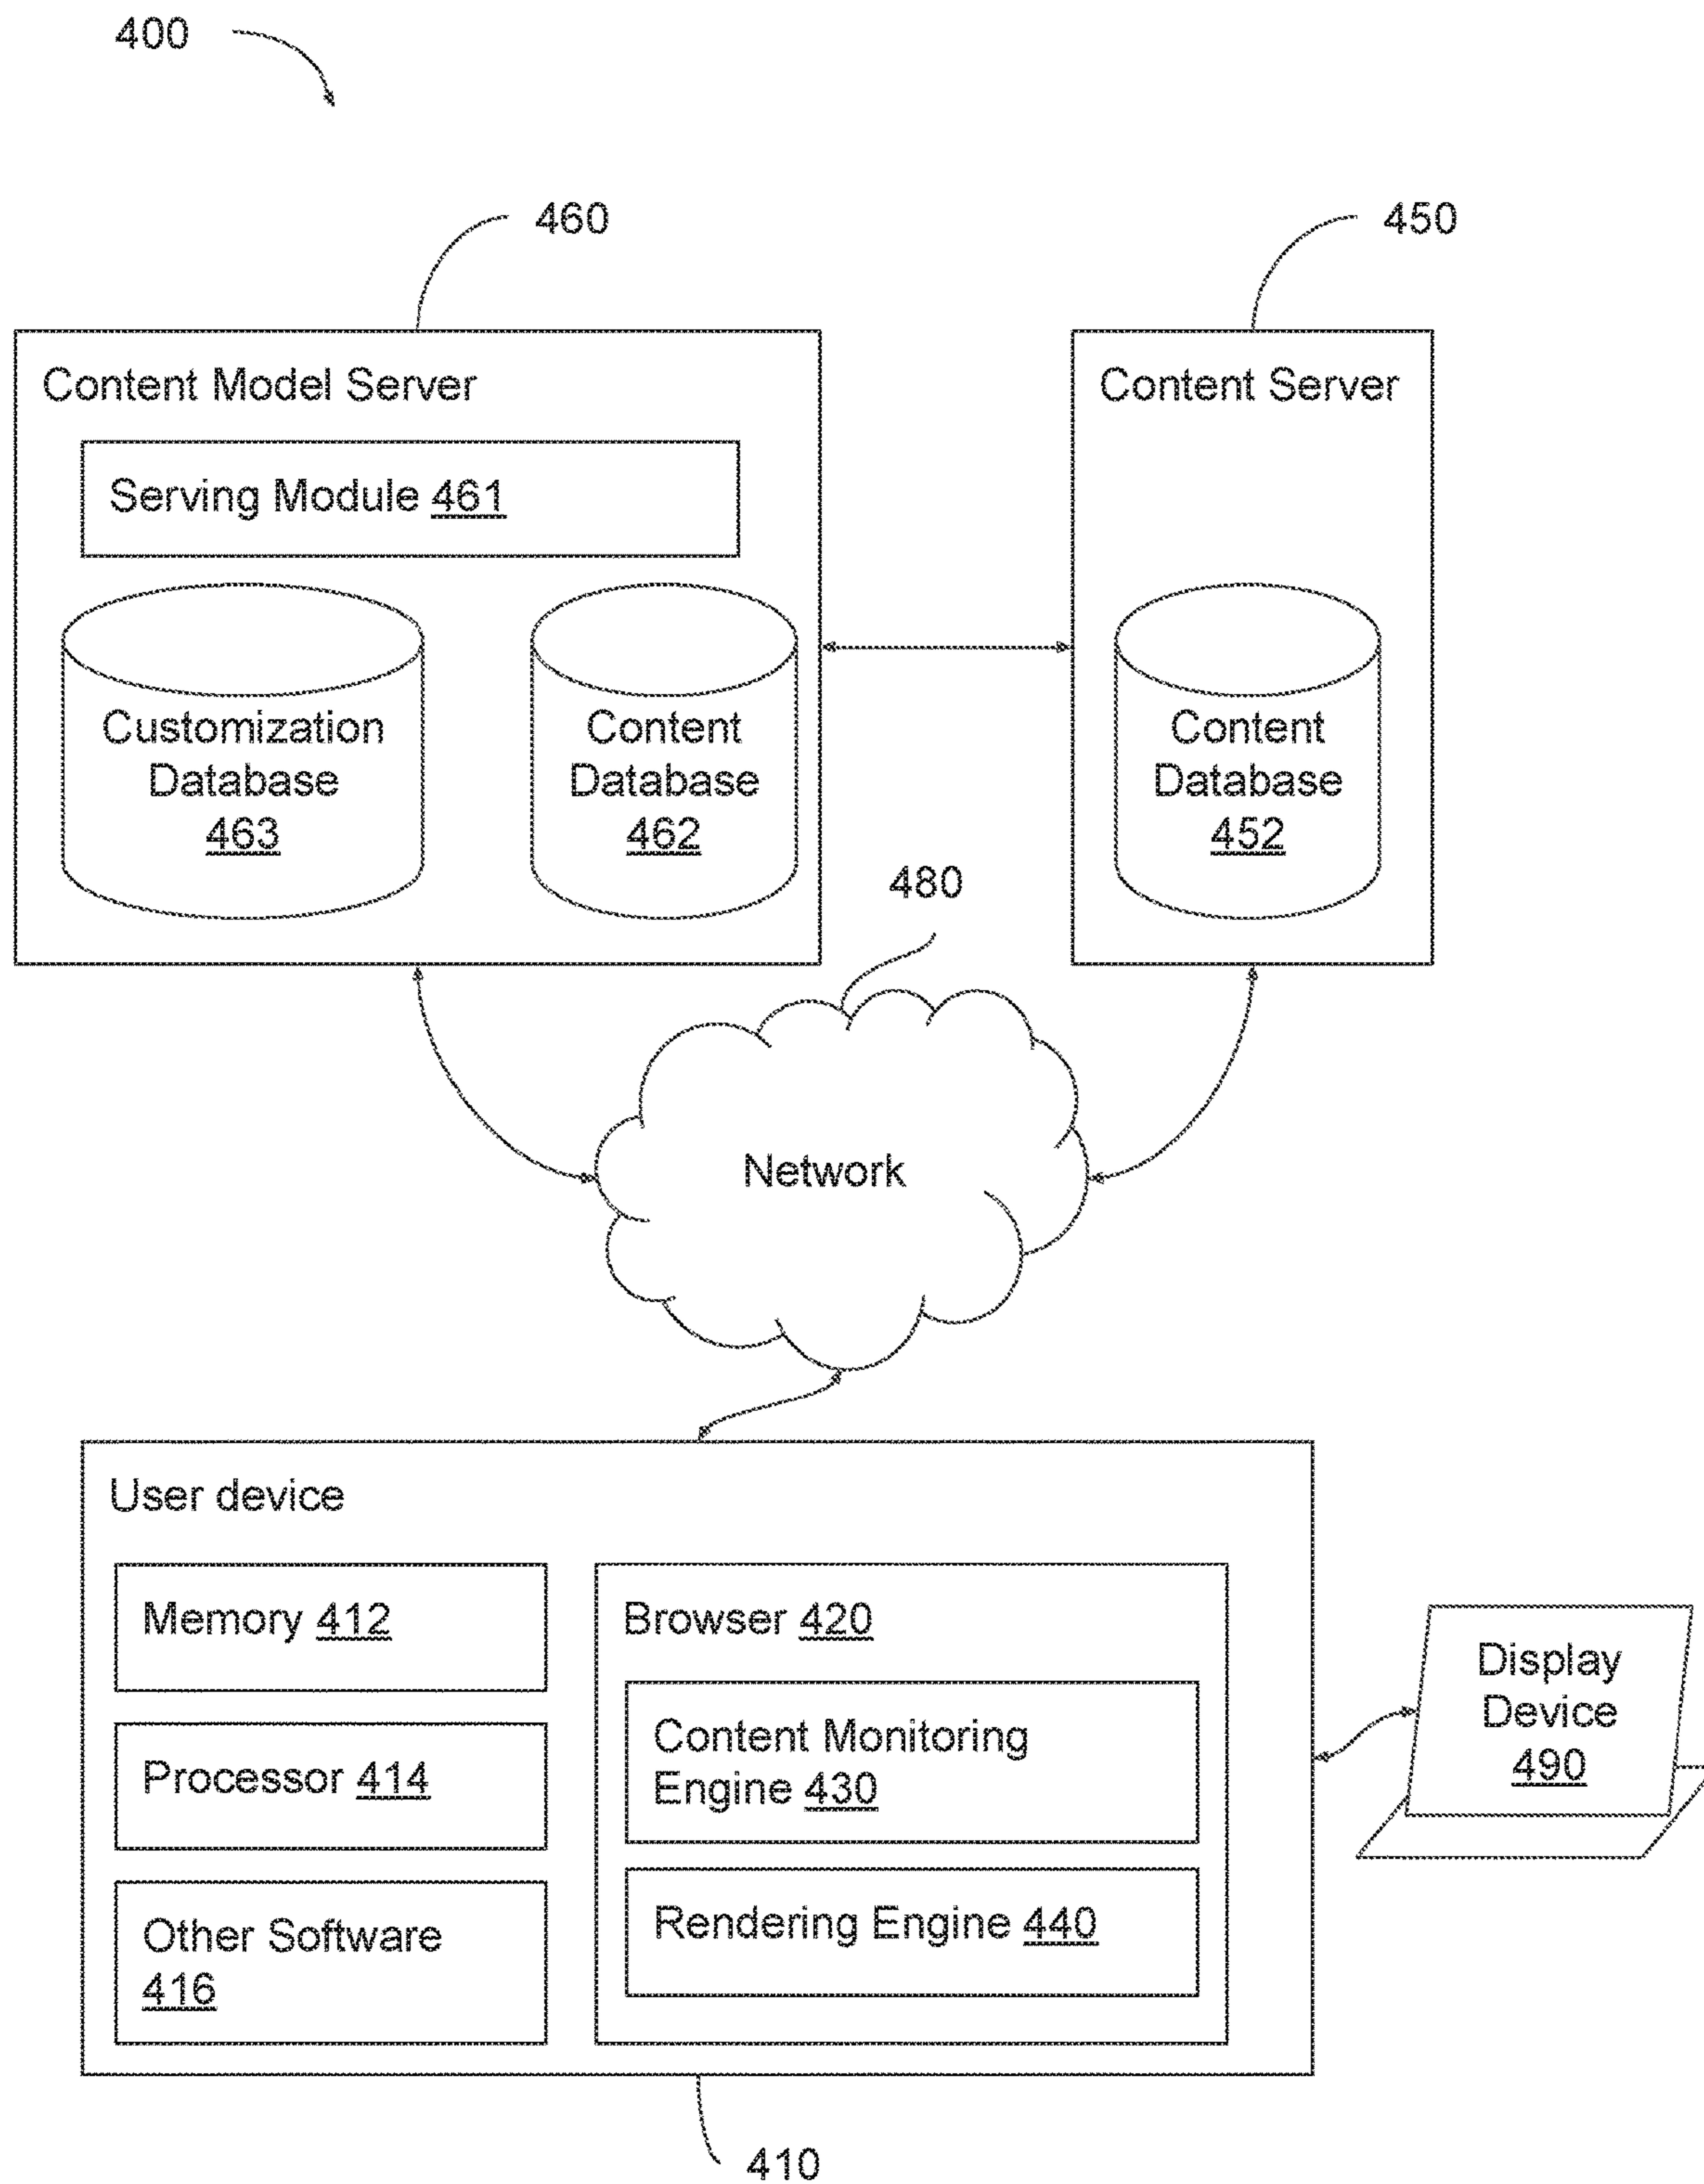 400
460
450
Content Model Server
Serving Module 461
Customization
Database
463
Content
Database
462
Content Server
Content
Database
452
480
Network
User device
Memory 412
Processor 414
Other Software
416
Browser 420
Content Monitoring
Engine 430
Rendering Engine 440
Display
Device
490
410